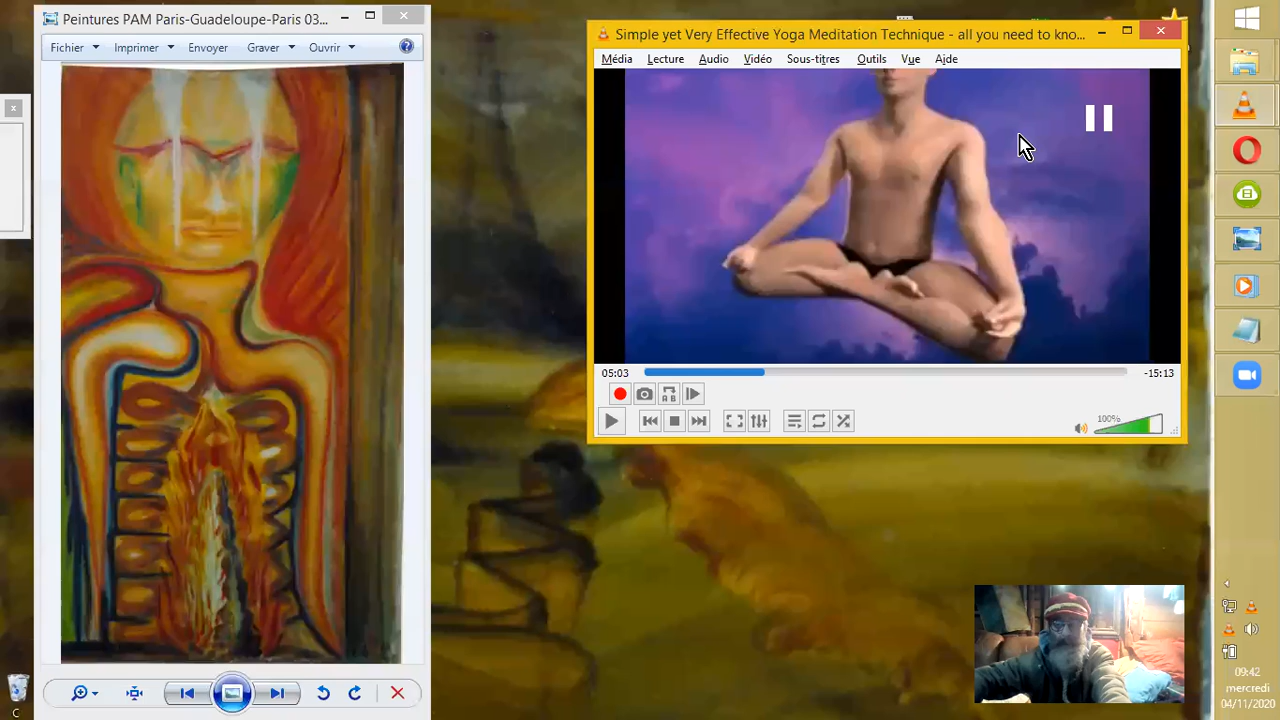 Peintures PAM Paris-Guadeloupe-Paris 03...
Fichier Imprimer Envoyer Graver Ouvrir
x
Simple yet Very Effective Yoga Meditation Technique - all you need to kno...
Média Lecture Audio Vidéo Sous-titres Outils Vue Aide
05:03
-15:13
A B
100%
C
09:42
mercredi
04/11/2020